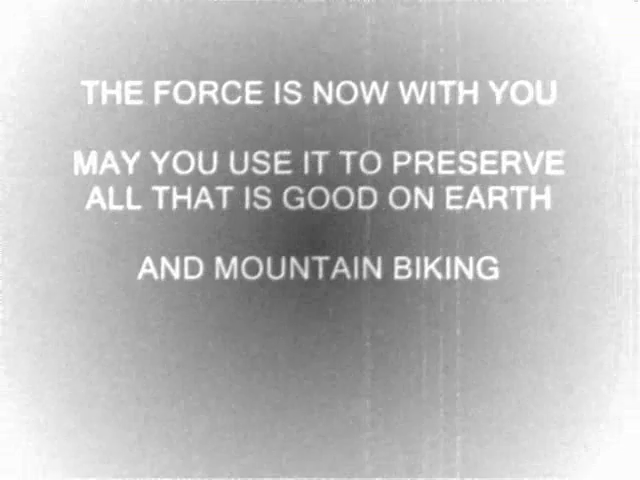 THE FORCE IS NOW WITH YOU
MAY YOU USE IT TO PRESERVE
ALL THAT IS GOOD ON EARTH
AND MOUNTAIN BIKING